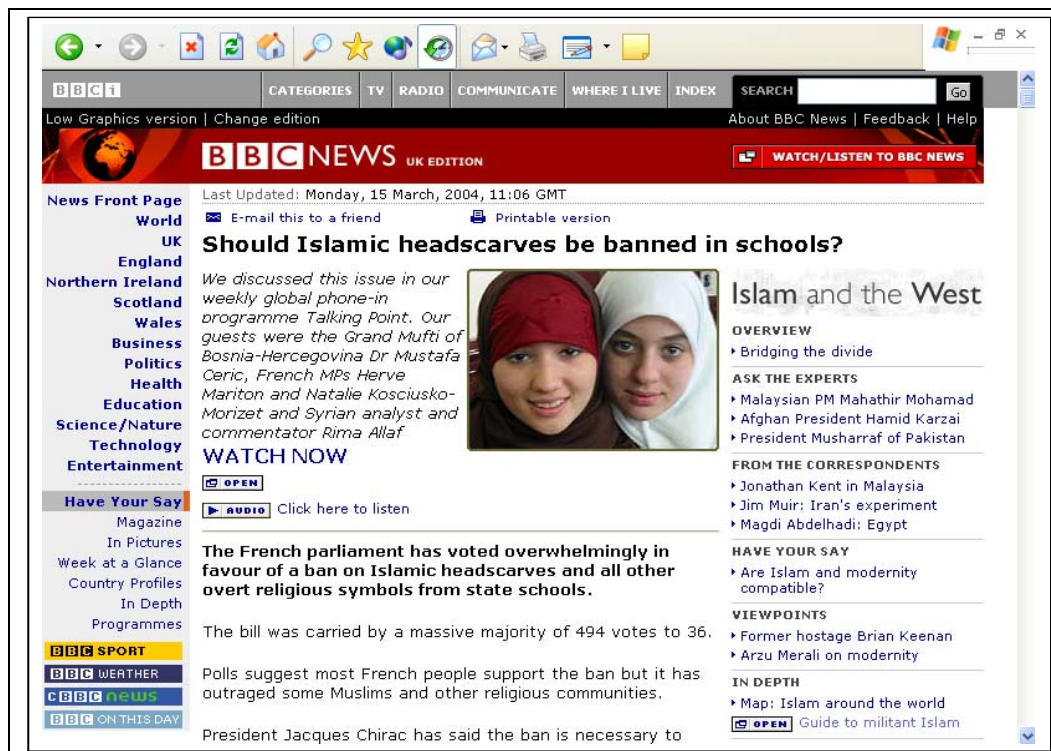 BBCi
CATEGORIES TV RADIO COMMUNICATE WHERE I LIVE INDEX SEARCH Go
Low Graphics version | Change edition
About BBC News | Feedback | Help
BBC NEWS UK EDITION
WATCH/LISTEN TO BBC NEWS
News Front Page
World
UK
England
Northern Ireland
Scotland
Wales
Business
Politics
Health
Education
Science/Nature
Technology
Entertainment
Have Your Say
Magazine
In Pictures
Week at a Glance
Country Profiles
In Depth
Programmes
BBC SPORT
BBC WEATHER
CBBC news
BBC ON THIS DAY
Last Updated: Monday, 15 March, 2004, 11:06 GMT
E-mail this to a friend
Printable version
Should Islamic headscarves be banned in schools?
We discussed this issue in our
weekly global phone-in
programme Talking Point. Our
guests were the Grand Mufti of
Bosnia-Hercegovina Dr Mustafa
Ceric, French MPs Herve
Mariton and Natalie Kosciusko-
Morizet and Syrian analyst and
commentator Rima Allaf
WATCH NOW
OPEN
AUDIO Click here to listen
The French parliament has voted overwhelmingly in
favour of a ban on Islamic headscarves and all other
overt religious symbols from state schools.
The bill was carried by a massive majority of 494 votes to 36.
Polls suggest most French people support the ban but it has
outraged some Muslims and other religious communities.
President Jacques Chirac has said the ban is necessary to
Islam and the West
OVERVIEW
Bridging the divide
ASK THE EXPERTS
Malaysian PM Mahathir Mohamad
Afghan President Hamid Karzai
President Musharraf of Pakistan
FROM THE CORRESPONDENTS
Jonathan Kent in Malaysia
Jim Muir: Iran's experiment
Magdi Abdelhadi: Egypt
HAVE YOUR SAY
Are Islam and modernity
compatible?
VIEWPOINTS
Former hostage Brian Keenan
Arzu Merali on modernity
IN DEPTH
Map: Islam around the world
OPEN Guide to militant Islam